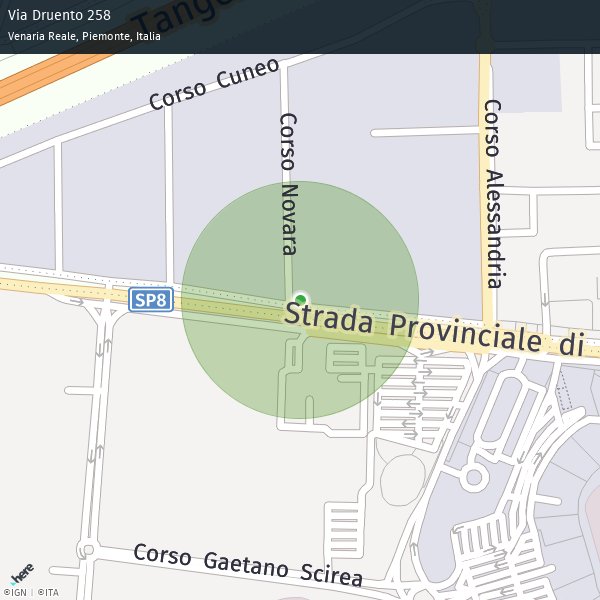 Via Druento 258
Venaria Reale, Piemonte, Italia
Tange
Corso Cuneo
Corso Novara
Corso Alessandria
SP8
Strada Provinciale di
Corso Gaetano Scirea
here
©IGN | ©ITA